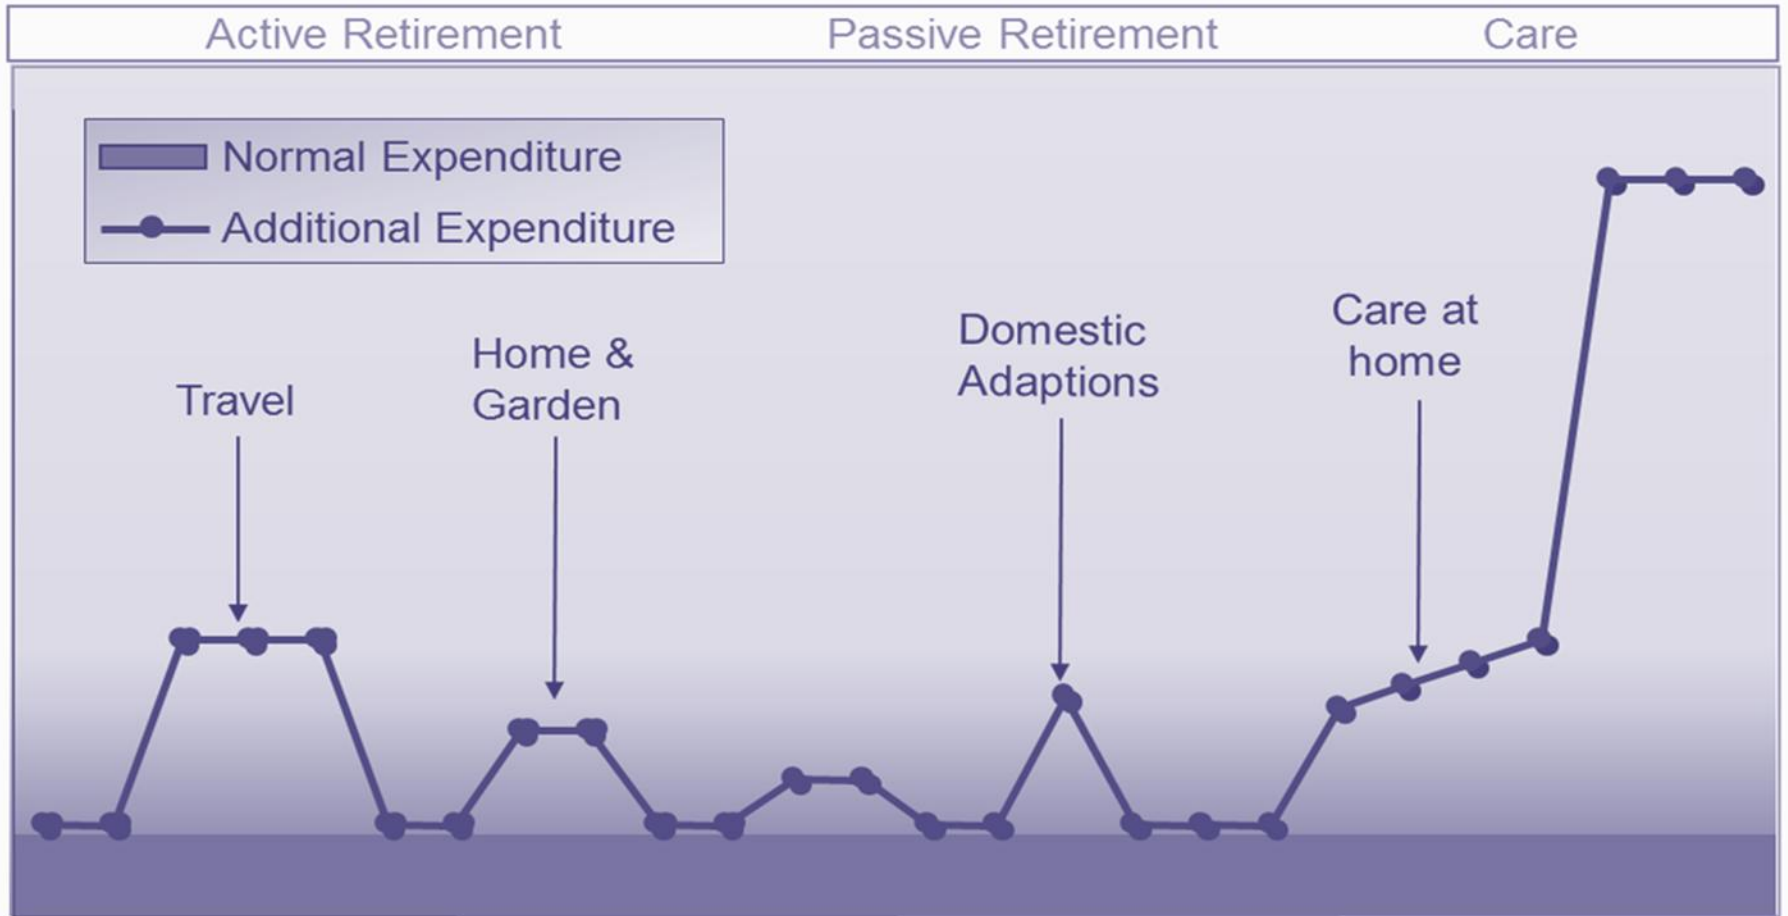 Active Retirement Passive Retirement Care
Normal Expenditure
Additional Expenditure
Travel
Home &
Garden
Domestic
Adaptions
Care at
home